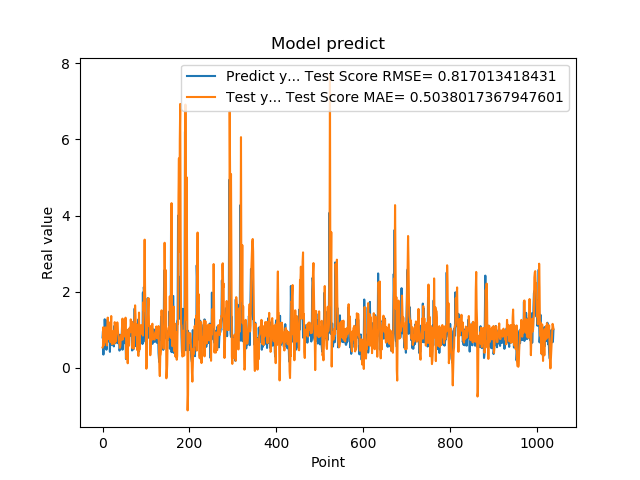 Model predict
Predict y... Test Score RMSE= 0.817013418431
Test y... Test Score MAE= 0.5038017367947601
Real value
8
6
4
2
0
0 200 400 600 800 1000
Point